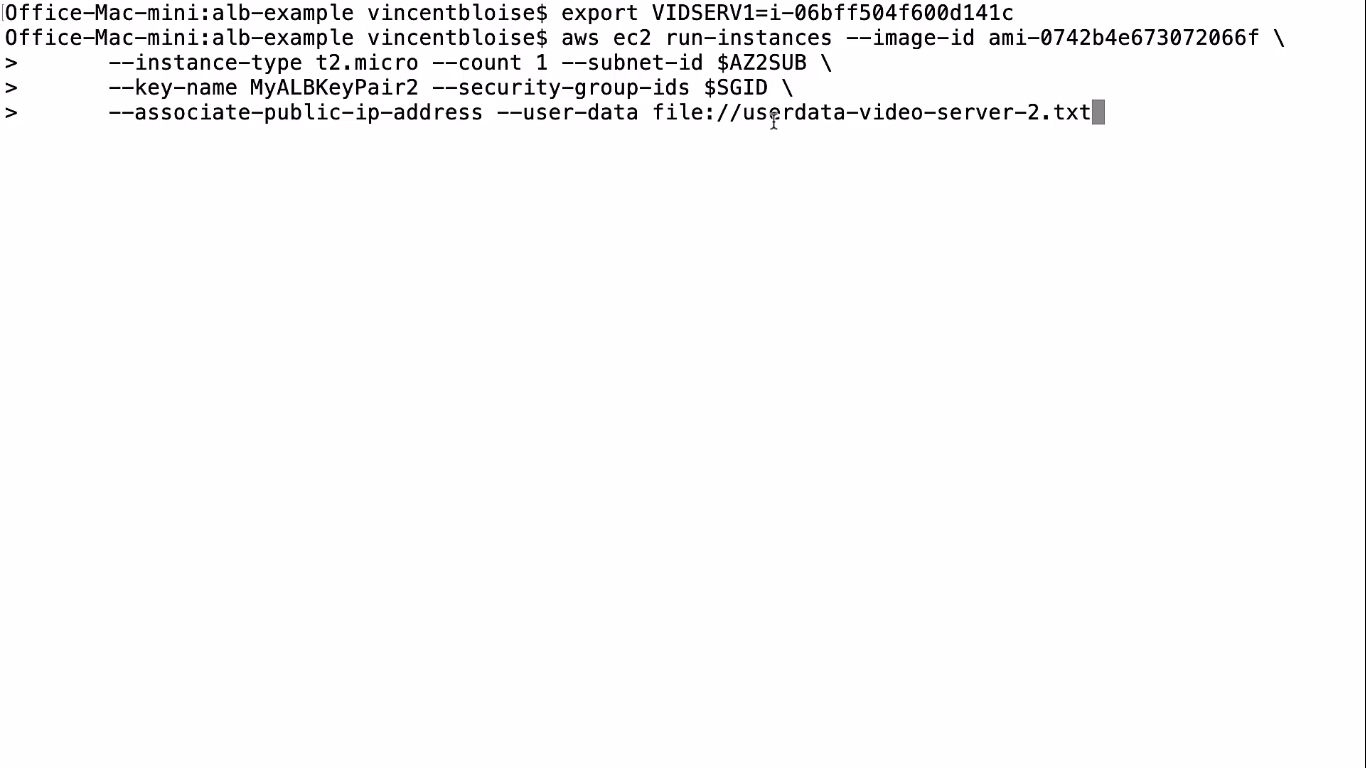 Office-Mac-mini:alb-example vincentbloise$ export VIDSERV1=i-06bff504f600d141c
Office-Mac-mini:alb-example vincentbloise$ aws ec2 run-instances --image-id ami-0742b4e673072066f \
>       --instance-type t2.micro --count 1 --subnet-id $AZ2SUB \
>       --key-name MyALBKeyPair2 --security-group-ids $SGID \
>       --associate-public-ip-address --user-data file://userdata-video-server-2.txt